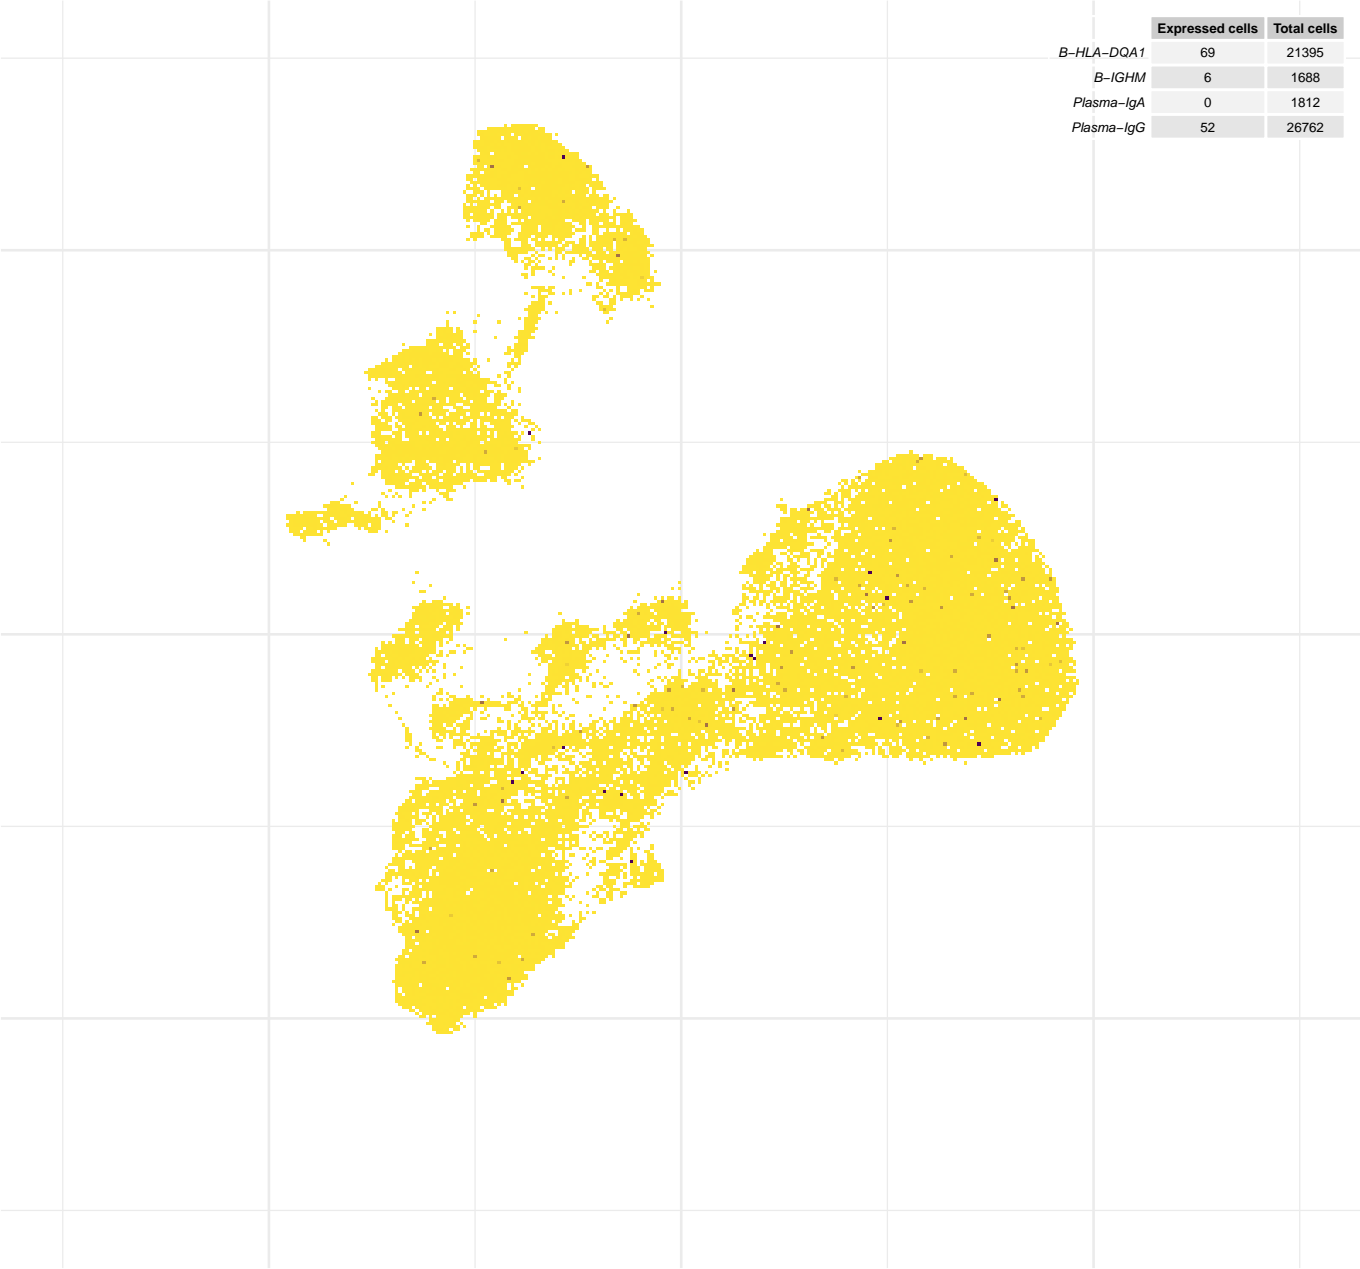 Expressed cells Total cells
B–HLA–DQA1 69 21395
B–IGHM 6 1688
Plasma–IgA 0 1812
Plasma–IgG 52 26762